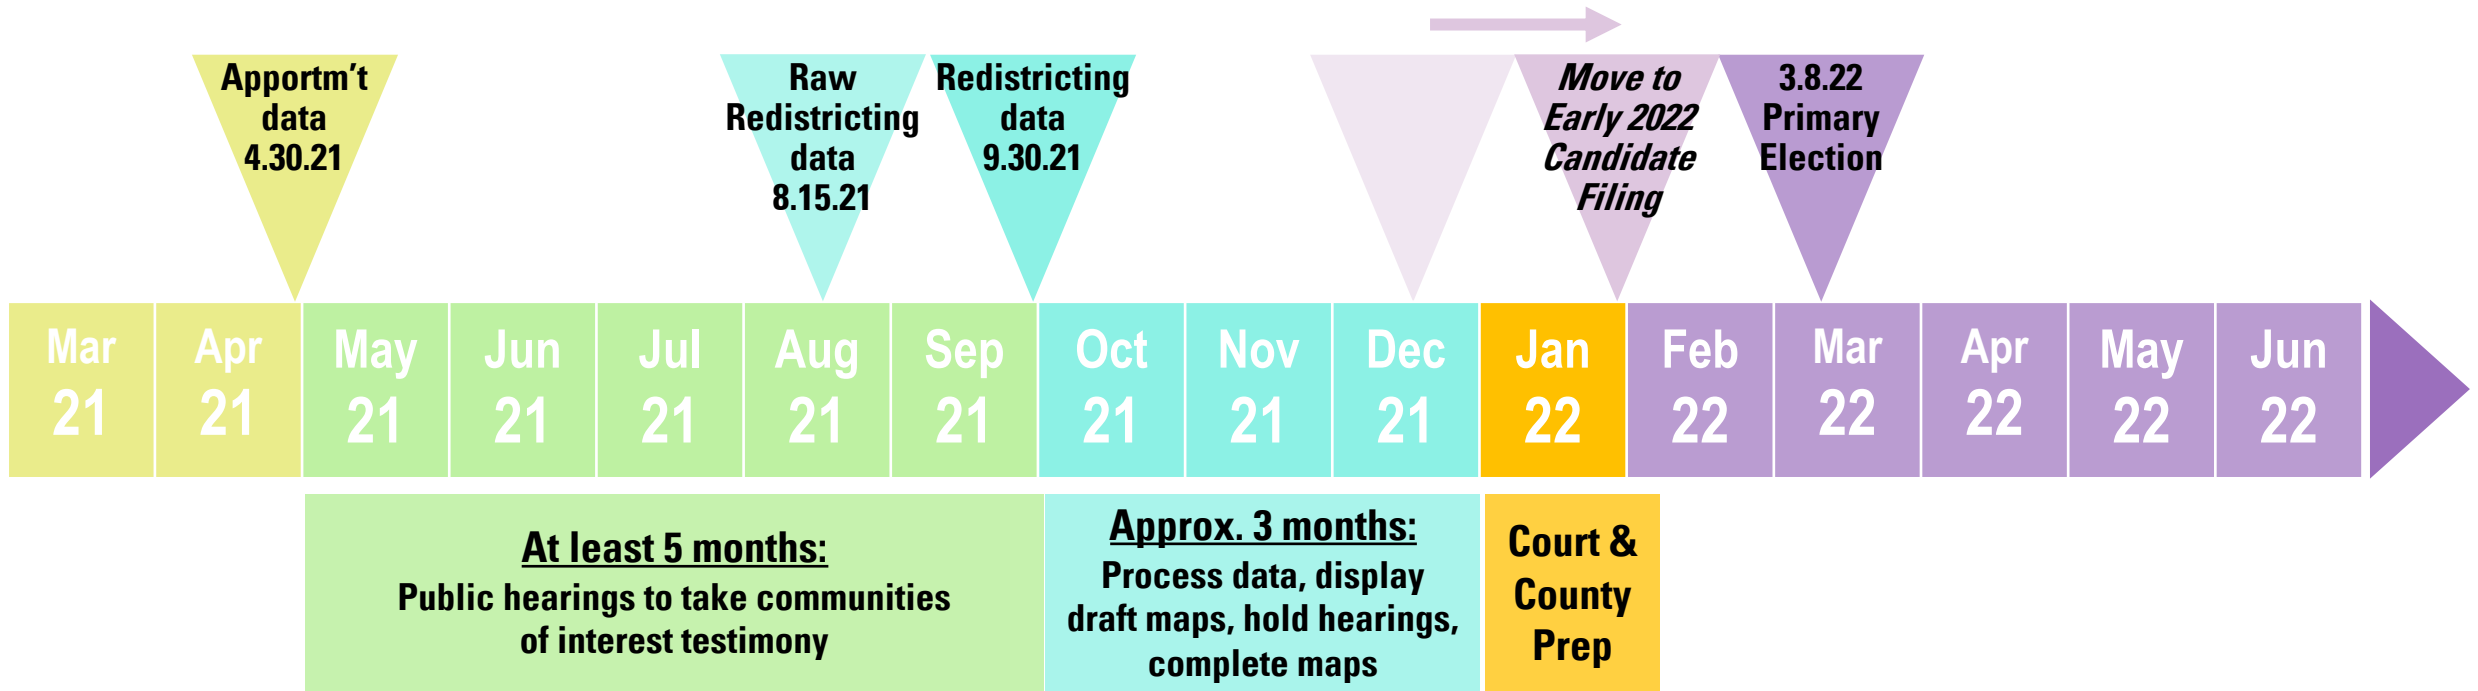 Apportm't
data
4.30.21
Raw
Redistricting
data
8.15.21
Redistricting
data
9.30.21
Move to
Early 2022
Candidate
Filing
3.8.22
Primary
Election
Mar
21
Apr
21
May
21
Jun
21
Jul
21
Aug
21
Sep
21
Oct
21
Nov
21
Dec
21
Jan
22
Feb
22
Mar
22
Apr
22
May
22
Jun
22
At least 5 months:
Public hearings to take communities
of interest testimony
Approx. 3 months:
Process data, display
draft maps, hold hearings,
complete maps
Court &
County
Prep